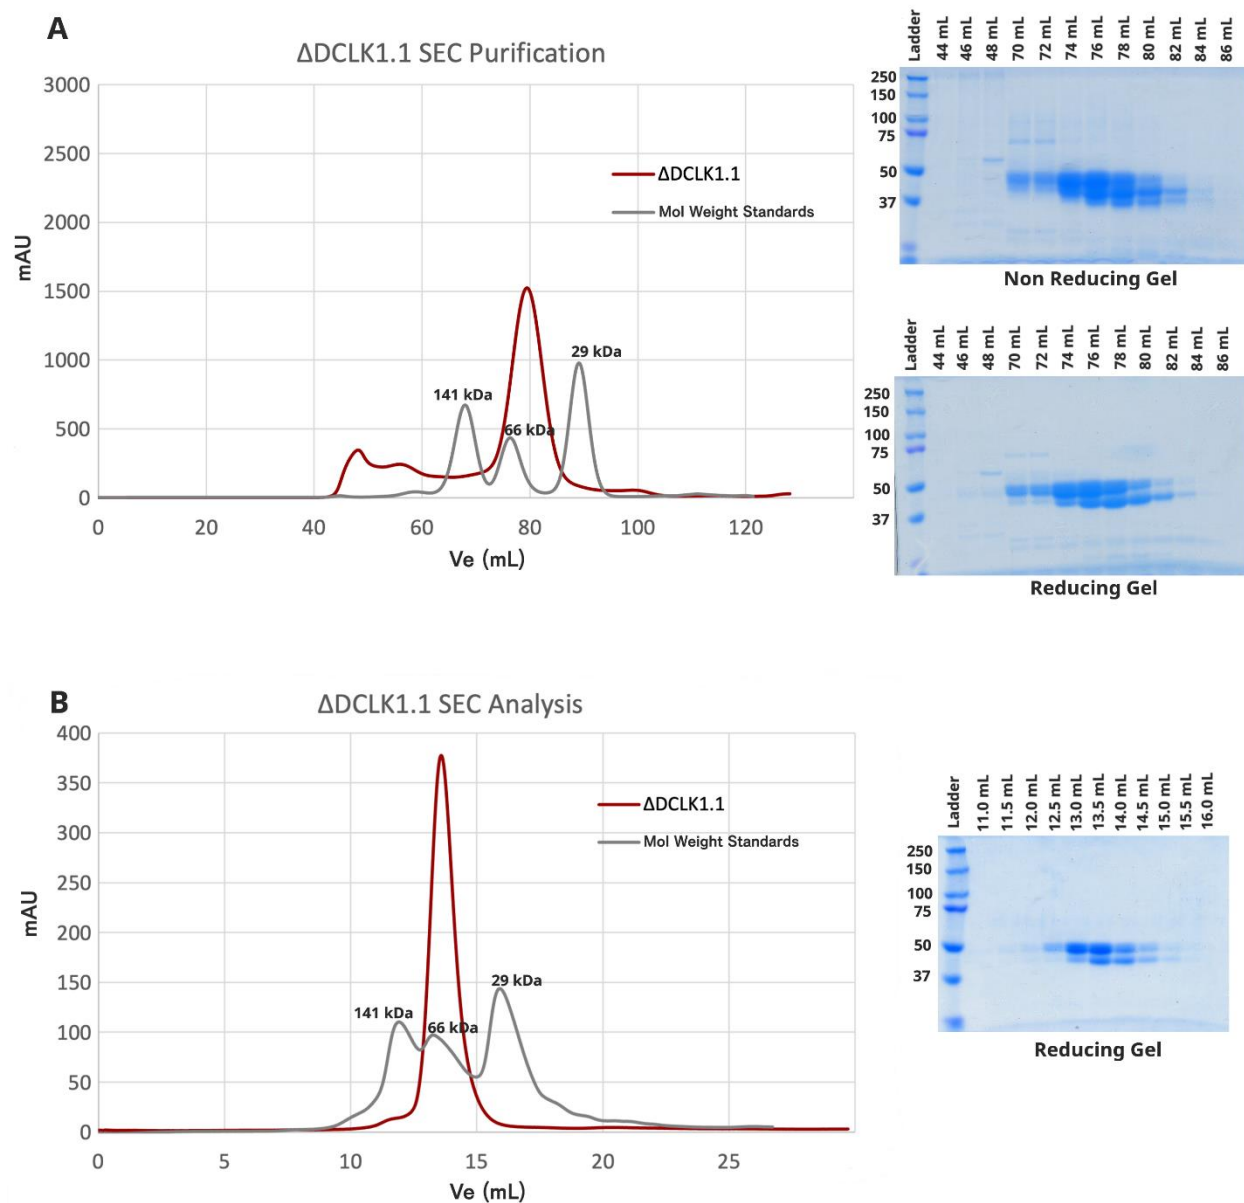 A
ΔDCLK1.1 SEC Purification
3000
2500
2000
1500
1000
500
0
mAU
ΔDCLK1.1
Mol Weight Standards
141 kDa
66 kDa
29 kDa
0 20 40 60 80 100 120
Ve (mL)
Ladder 44 mL 46 mL 48 mL 70 mL 72 mL 74 mL 76 mL 78 mL 80 mL 82 mL 84 mL 86 mL
250
150
100
75
50
37
Non Reducing Gel
Ladder 44 mL 46 mL 48 mL 70 mL 72 mL 74 mL 76 mL 78 mL 80 mL 82 mL 84 mL 86 mL
250
150
100
75
50
37
Reducing Gel
B
ΔDCLK1.1 SEC Analysis
400
350
300
250
200
150
100
50
0
mAU
ΔDCLK1.1
Mol Weight Standards
141 kDa
66 kDa
29 kDa
0 5 10 15 20 25
Ve (mL)
Ladder 11.0 mL 11.5 mL 12.0 mL 12.5 mL 13.0 mL 13.5 mL 14.0 mL 14.5 mL 15.0 mL 15.5 mL 16.0 mL
250
150
100
75
50
37
Reducing Gel